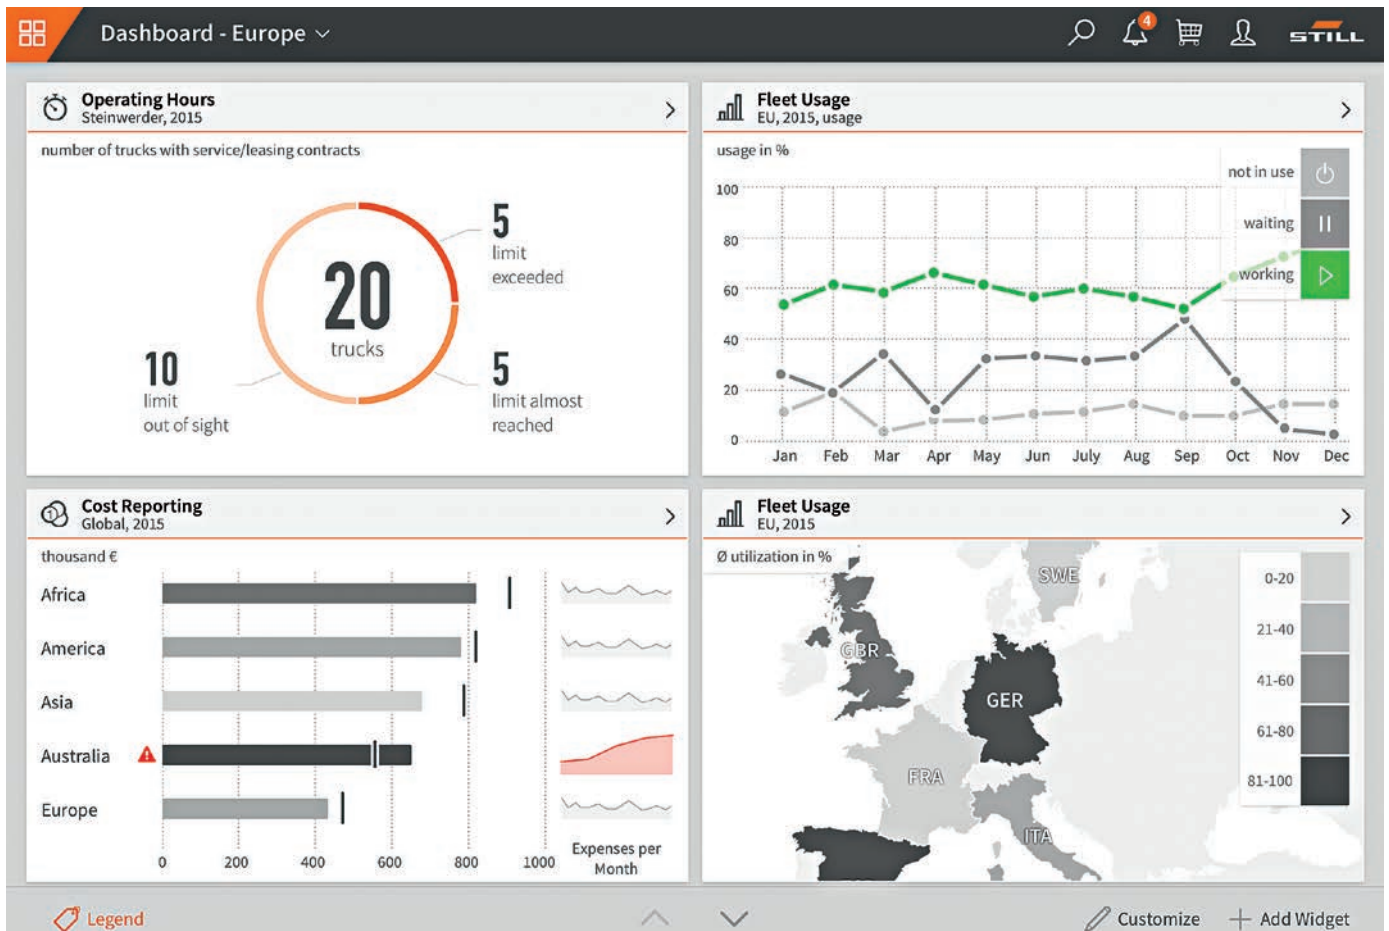 Dashboard - Europe
4
STILL
Operating Hours
Steinwerder, 2015
number of trucks with service/leasing contracts
5
limit
exceeded
20
trucks
10
limit
out of sight
5
limit almost
reached
Fleet Usage
EU, 2015, usage
usage in %
not in use
waiting
working
100
80
60
40
20
0
Jan Feb Mar Apr May Jun July Aug Sep Oct Nov Dec
Cost Reporting
Global, 2015
thousand €
Africa
America
Asia
Australia
Europe
0 200 400 600 800 1000
Expenses per
Month
Fleet Usage
EU, 2015
Ø utilization in %
SWE
GBR
GER
FRA
ITA
0-20
21-40
41-60
61-80
81-100
Legend
Customize
Add Widget